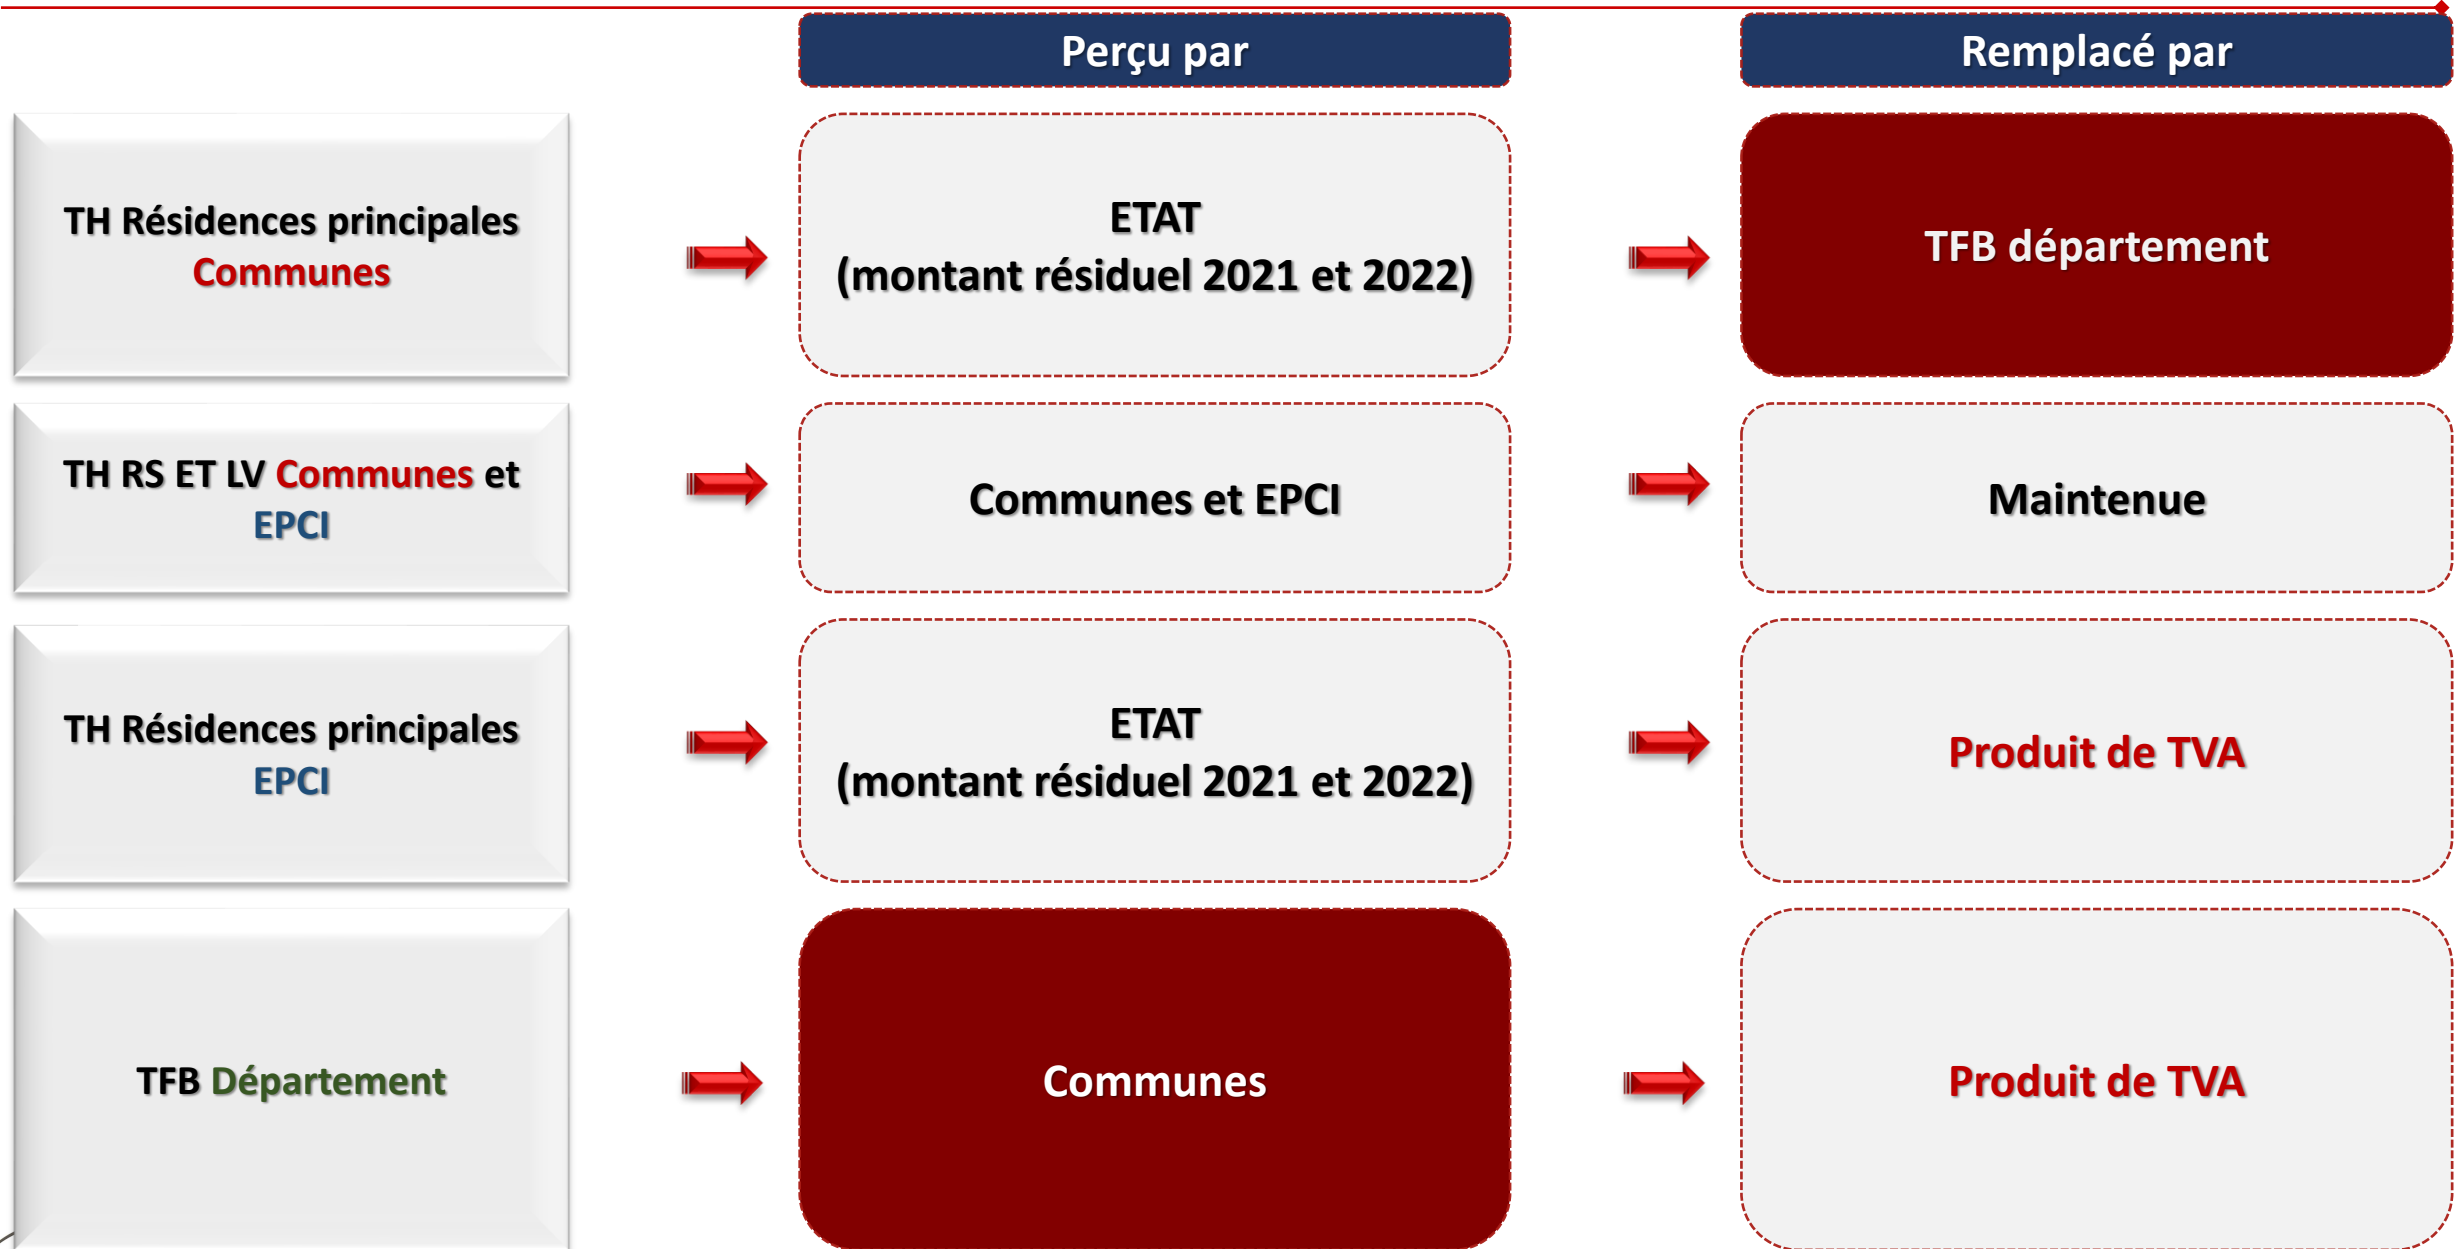 Perçu par
Remplacé par
TH Résidences principales
Communes
ETAT
(montant résiduel 2021 et 2022)
TFB département
TH RS ET LV Communes et
EPCI
Communes et EPCI
Maintenue
TH Résidences principales
EPCI
ETAT
(montant résiduel 2021 et 2022)
Produit de TVA
TFB Département
Communes
Produit de TVA